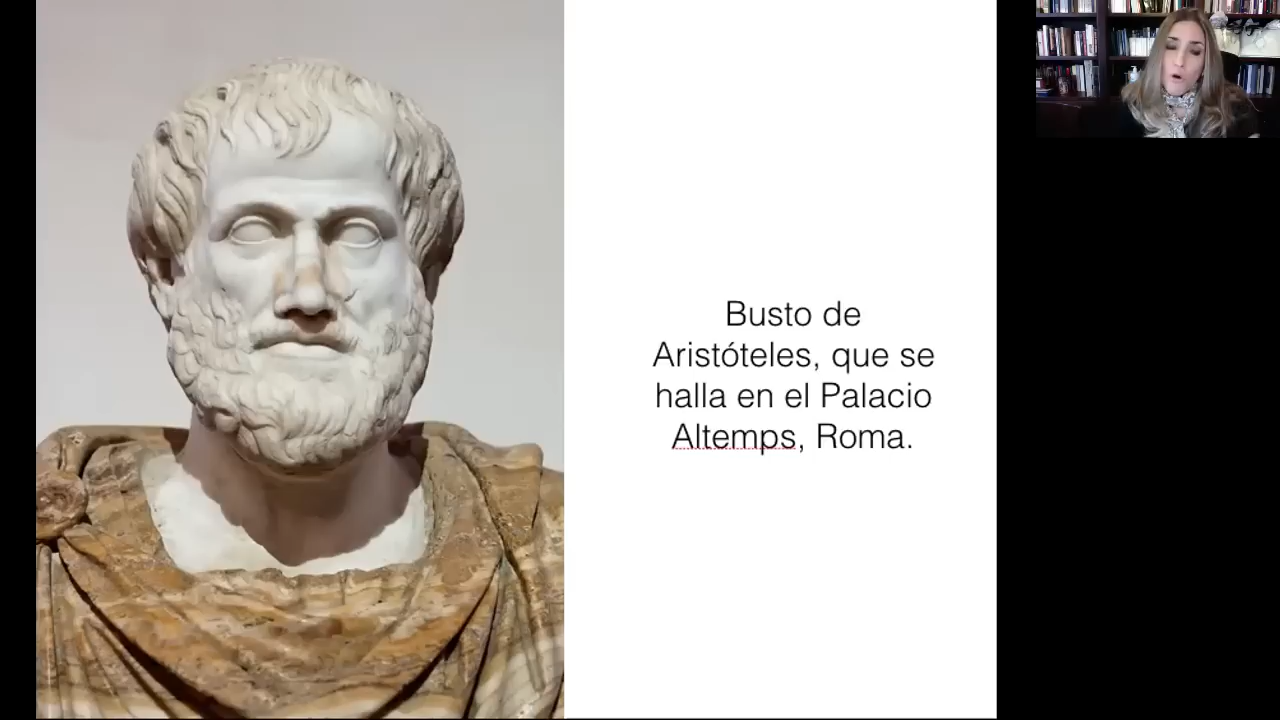 Busto de
Aristóteles, que se
halla en el Palacio
Altemps, Roma.